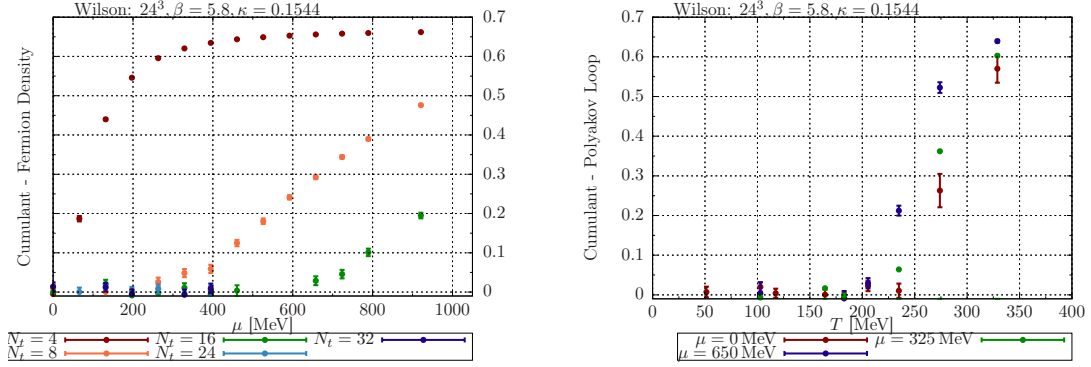 Wilson: 24³, β = 5.8, κ = 0.1544
Cumulant - Fermion Density
0.7
0.6
0.5
0.4
0.3
0.2
0.1
0
0 200 400 600 800 1000
μ [MeV]
N_t = 4 N_t = 16 N_t = 32
N_t = 8 N_t = 24
Wilson: 24³, β = 5.8, κ = 0.1544
Cumulant - Polyakov Loop
0.7
0.6
0.5
0.4
0.3
0.2
0.1
0
0 50 100 150 200 250 300 350 400
T [MeV]
μ = 0 MeV μ = 325 MeV
μ = 650 MeV